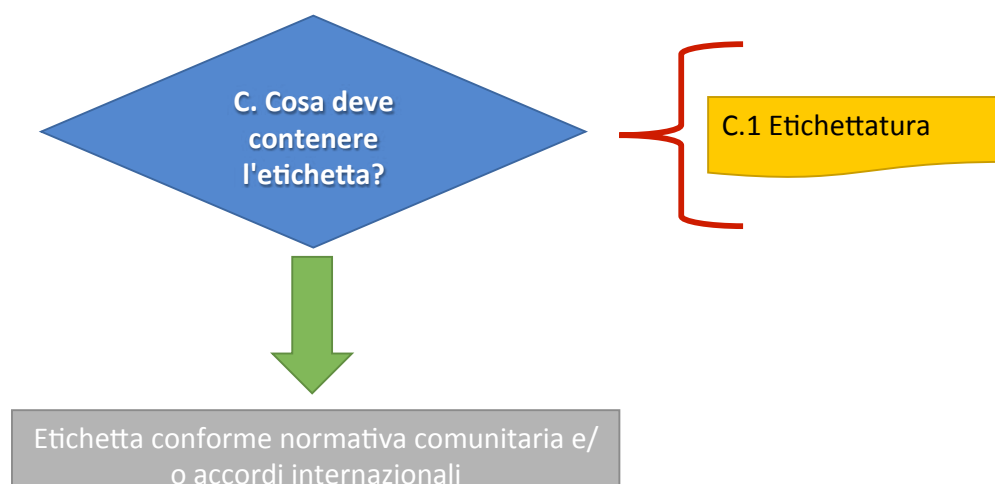 C. Cosa deve
contenere
l'etichetta?
C.1 Etichettatura
Etichetta conforme normativa comunitaria e/
o accordi internazionali